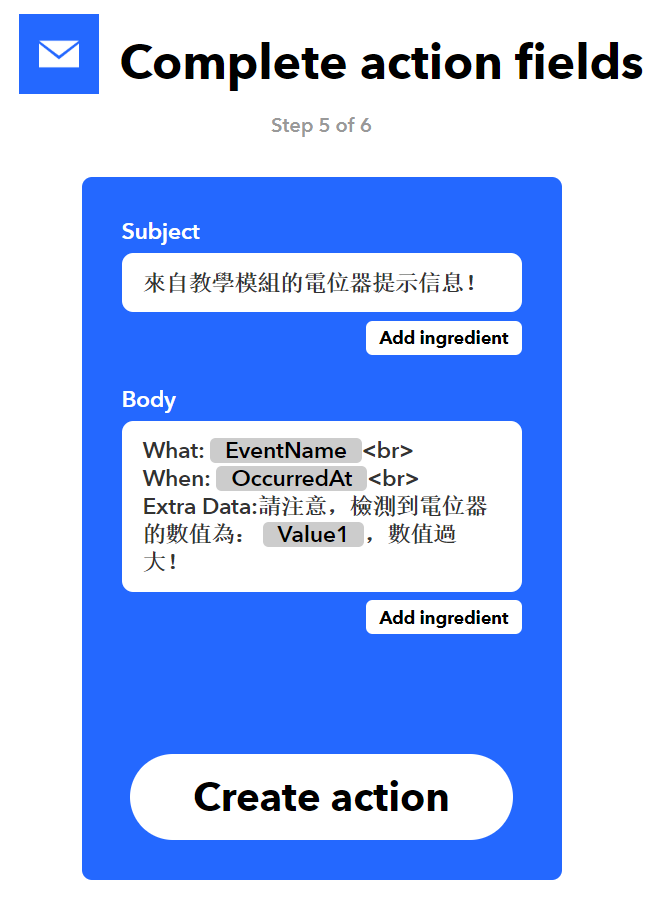 Complete action fields
Step 5 of 6
Subject
來自教學模組的電位器提示信息！
Add ingredient
Body
What: EventName <br>
When: OccurredAt <br>
Extra Data:請注意，檢測到電位器
的數值為： Value1 ，數值過
大！
Add ingredient
Create action